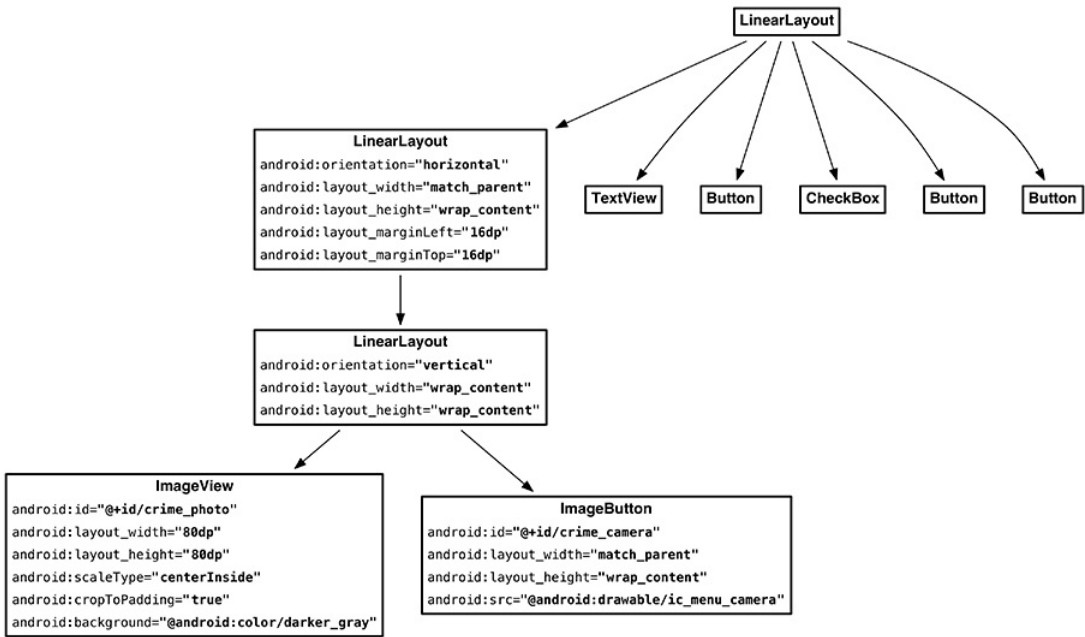 LinearLayout
LinearLayout
android:orientation="horizontal"
android:layout_width="match_parent"
android:layout_height="wrap_content"
android:layout_marginLeft="16dp"
android:layout_marginTop="16dp"
TextView
Button
CheckBox
Button
Button
LinearLayout
android:orientation="vertical"
android:layout_width="wrap_content"
android:layout_height="wrap_content"
ImageView
android:id="@+id/crime_photo"
android:layout_width="80dp"
android:layout_height="80dp"
android:scaleType="centerInside"
android:cropToPadding="true"
android:background="@android:color/darker_gray"
ImageButton
android:id="@+id/crime_camera"
android:layout_width="match_parent"
android:layout_height="wrap_content"
android:src="@android:drawable/ic_menu_camera"